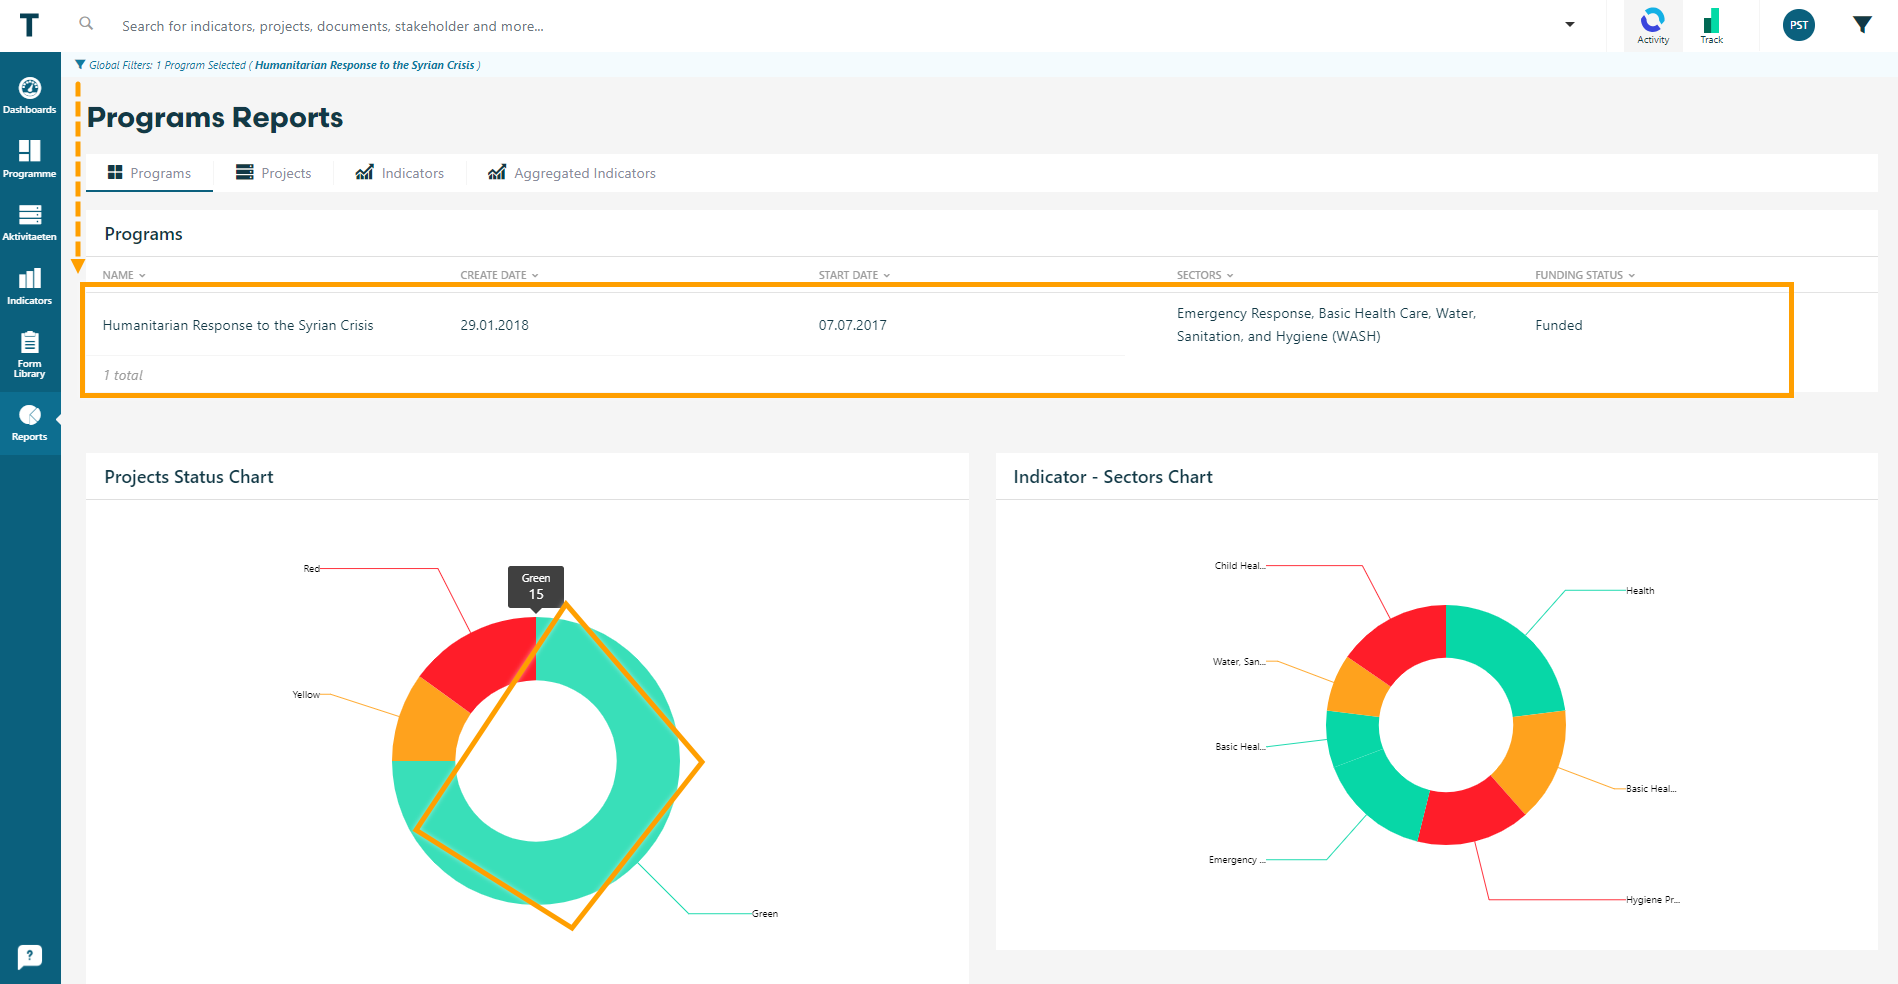 T
Search for indicators, projects, documents, stakeholder and more...
Activity
Track
PST
Global Filters: 1 Program Selected ( Humanitarian Response to the Syrian Crisis )
Dashboards
Programme
Aktivitaeten
Indicators
Form
Library
Reports
?
Programs Reports
Programs
Projects
Indicators
Aggregated Indicators
Programs
NAME
CREATE DATE
START DATE
SECTORS
FUNDING STATUS
Humanitarian Response to the Syrian Crisis
29.01.2018
07.07.2017
Emergency Response, Basic Health Care, Water,
Sanitation, and Hygiene (WASH)
Funded
1 total
Projects Status Chart
Red
Green
15
Yellow
Green
Indicator - Sectors Chart
Child Heal...
Health
Water, San...
Basic Heal...
Basic Heal...
Emergency ...
Hygiene Pr...